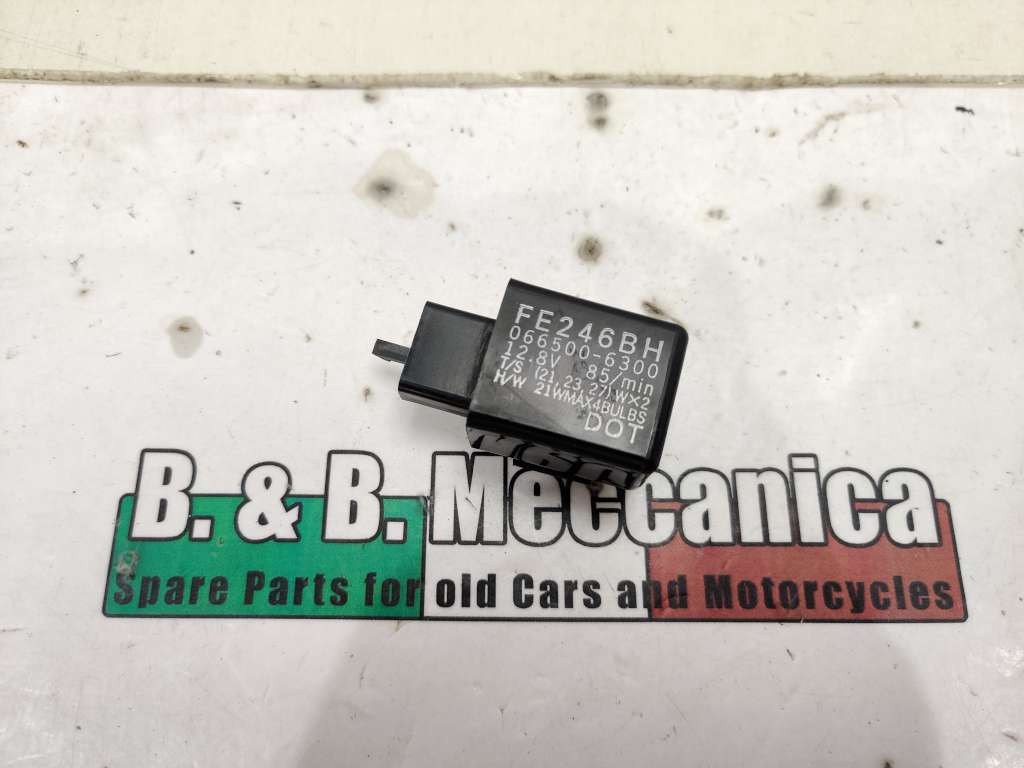 FE246BH
066500-6300
12.8V 85/min
T/S (21,23,27)W×2
H/W 21WMAX4BULBS
DOT
B. & B. Meccanica
Spare Parts for old Cars and Motorcycles